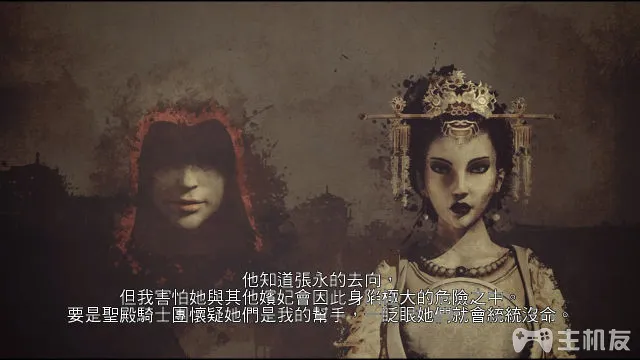 他知道張永的去向，
但我害怕她與其他嬪妃會因此身陷極大的危險之中。
要是聖殿騎士團懷疑她們是我的幫手，一眨眼她們就會統統沒命。
主机友